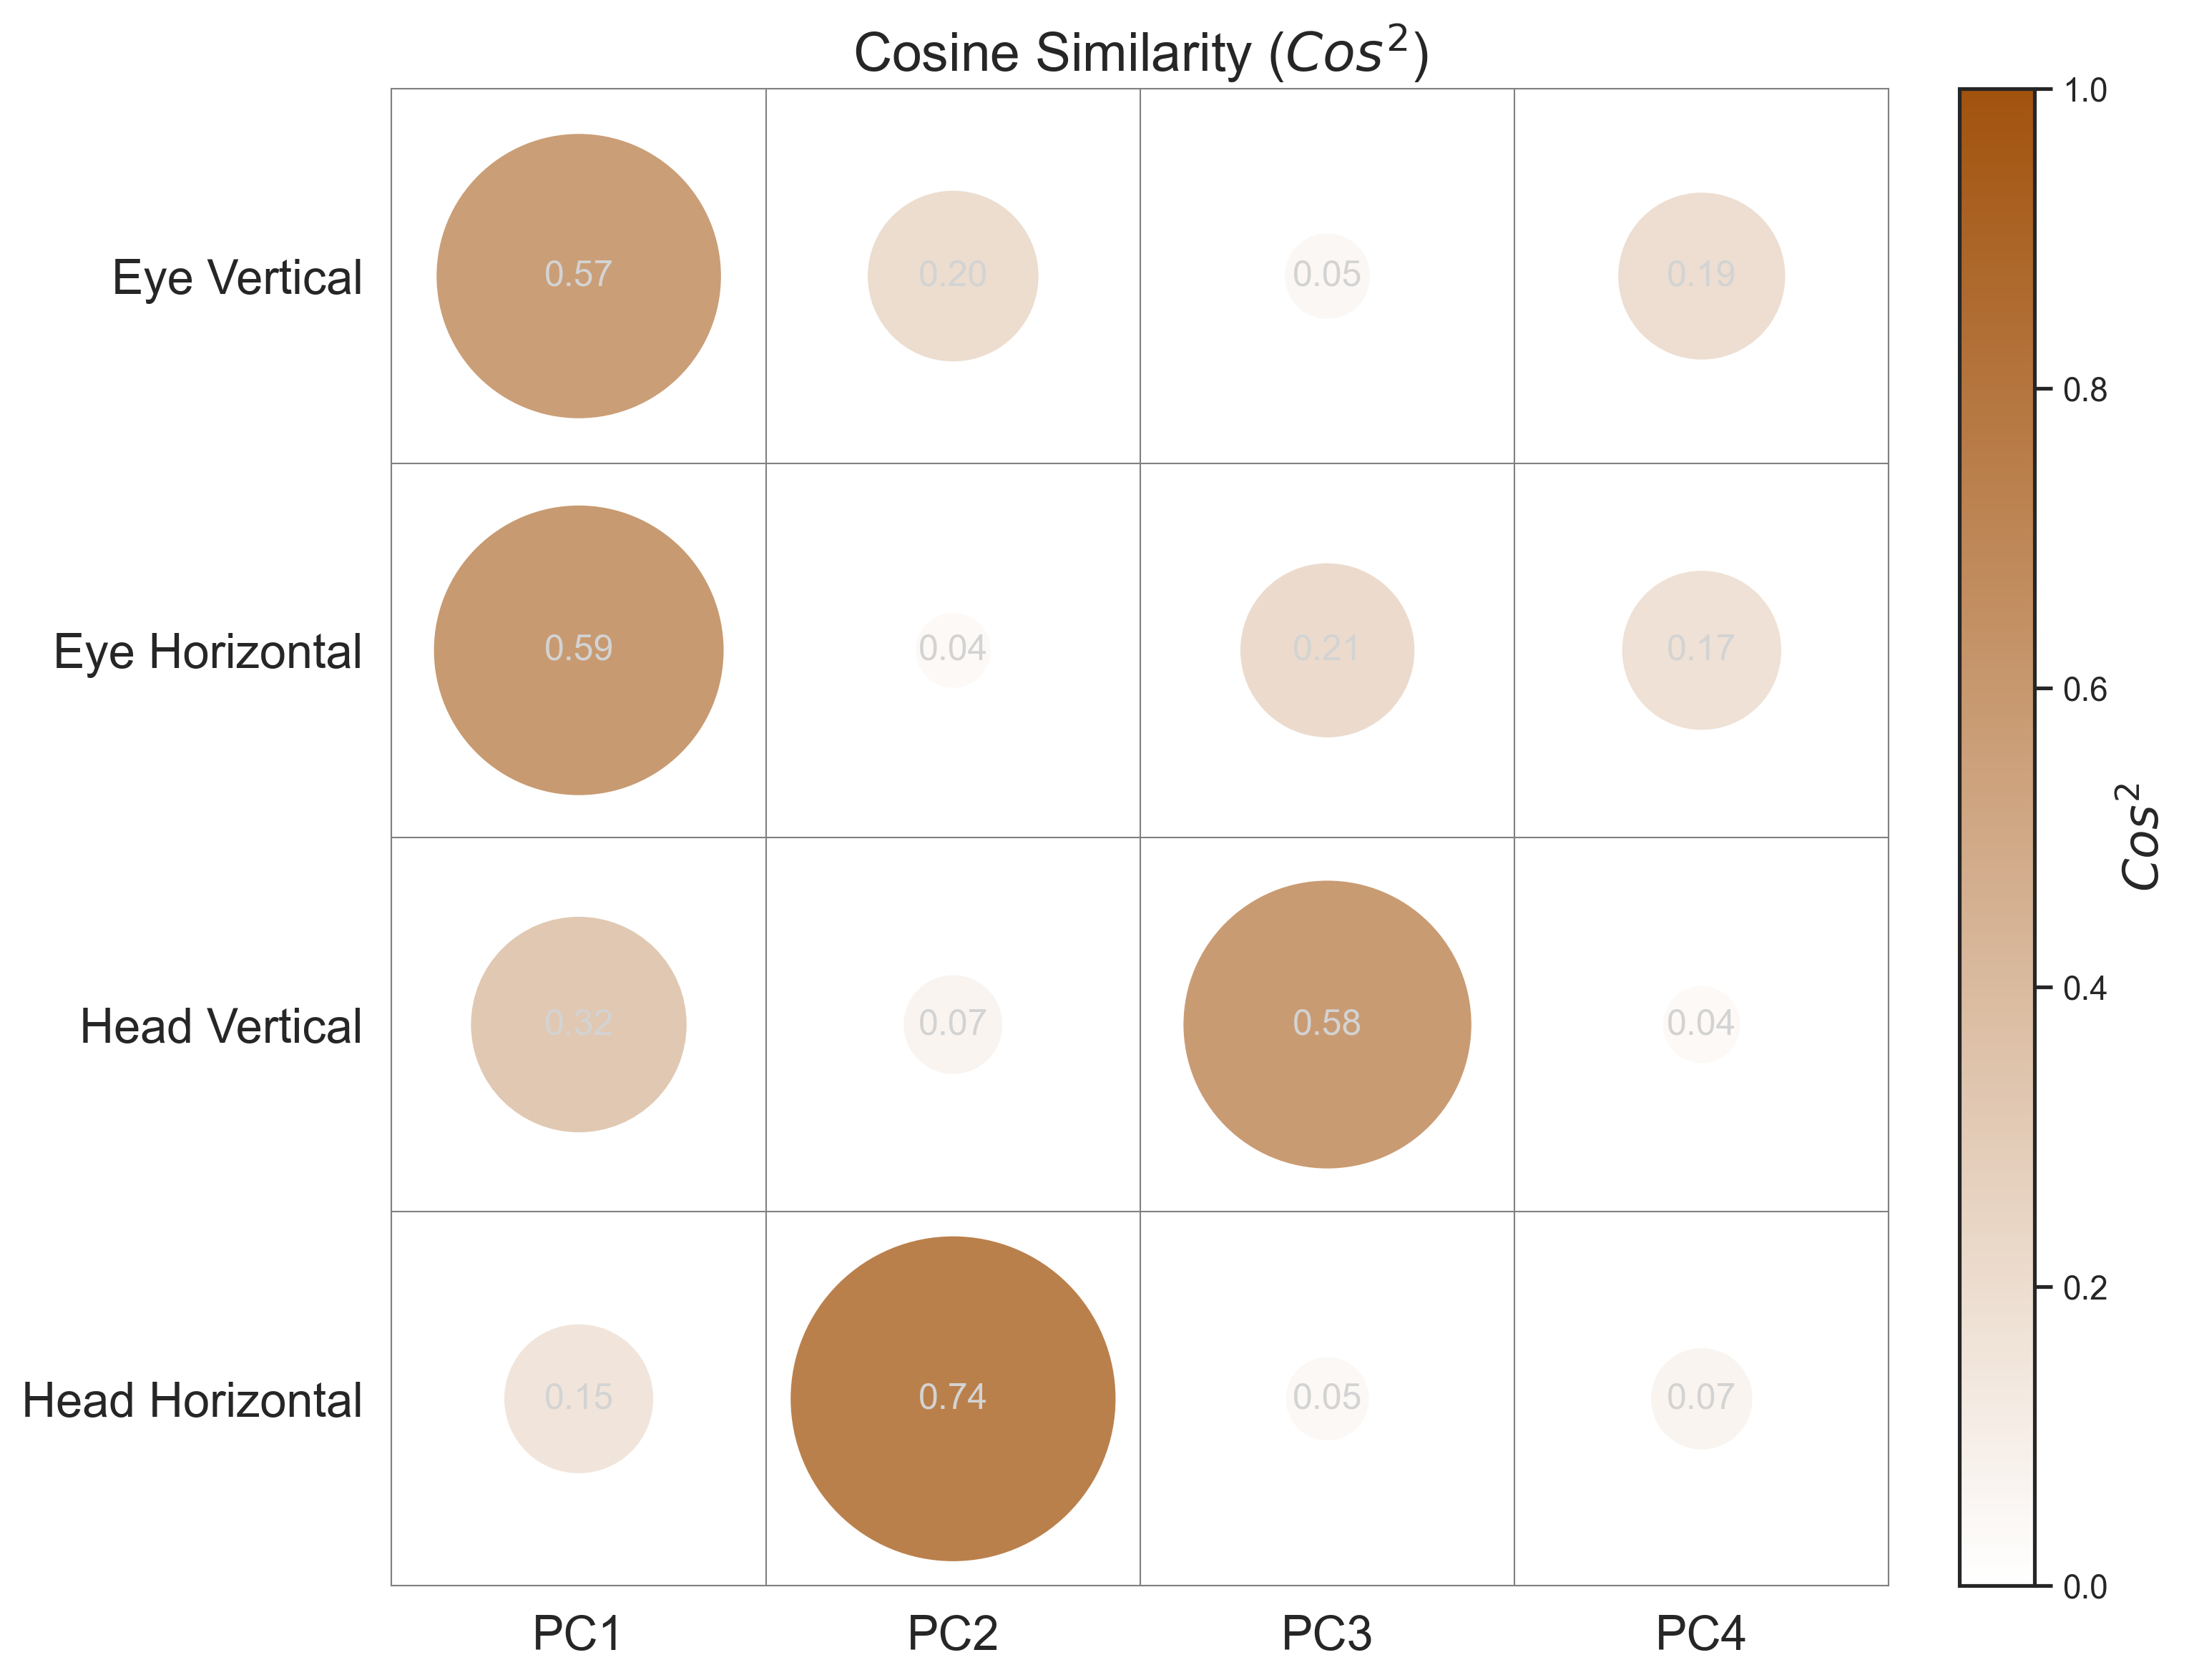 Cosine Similarity (Cos²)
Eye Vertical
0.57 0.20 0.05 0.19
Eye Horizontal
0.59 0.04 0.21 0.17
Head Vertical
0.32 0.07 0.58 0.04
Head Horizontal
0.15 0.74 0.05 0.07
PC1 PC2 PC3 PC4
1.0
0.8
0.6
0.4
0.2
0.0
Cos²